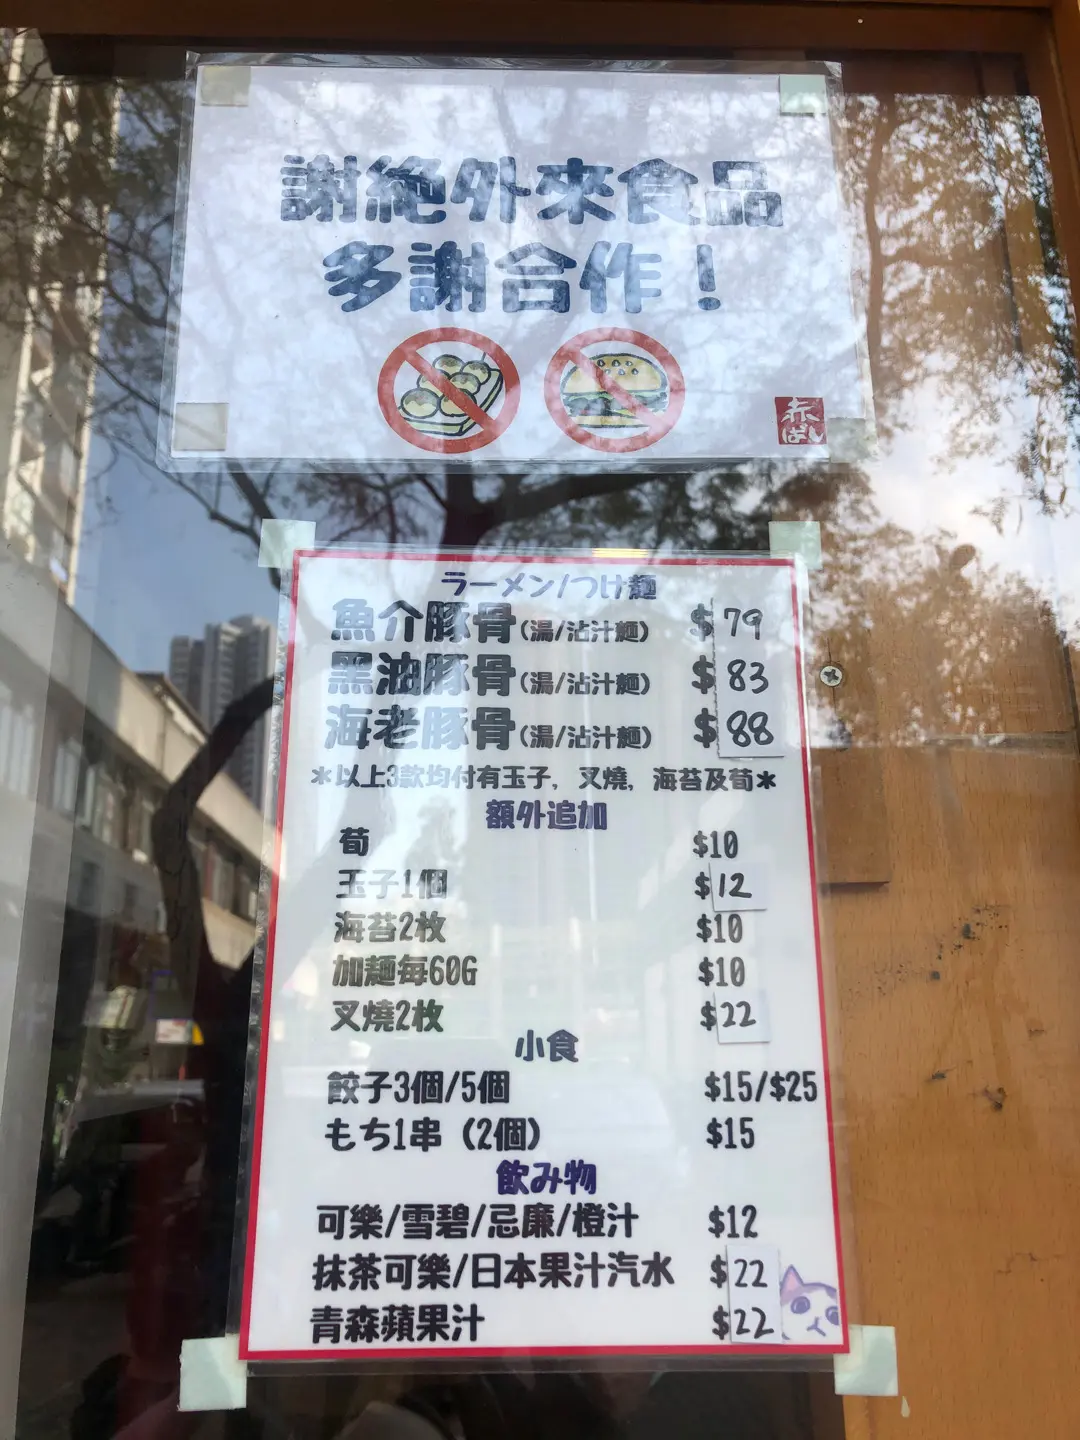 謝絕外來食品
多謝合作！
赤
ばし
ラーメン/つけ麵
魚介豚骨(湯/沾汁麵) $79
黑油豚骨(湯/沾汁麵) $83
海老豚骨(湯/沾汁麵) $88
＊以上3款均付有玉子，叉燒，海苔及荀＊
額外追加
荀 $10
玉子1個 $12
海苔2枚 $10
加麵每60G $10
叉燒2枚 $22
小食
餃子3個/5個 $15/$25
もち1串（2個） $15
飲み物
可樂/雪碧/忌廉/橙汁 $12
抹茶可樂/日本果汁汽水 $22
青森蘋果汁 $22